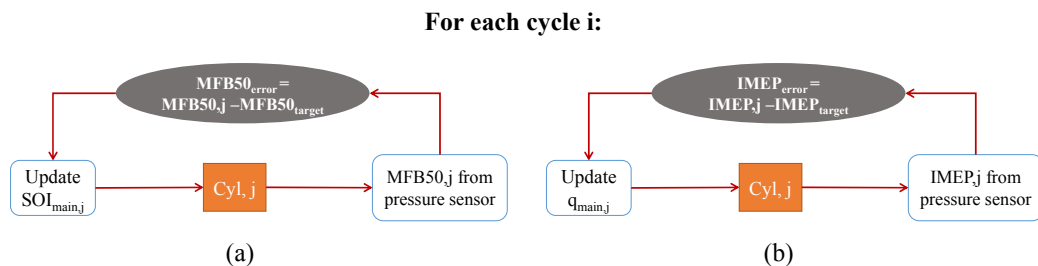 For each cycle i:
MFB50error =
MFB50,j –MFB50target
Update
SOImain,j
Cyl, j
MFB50,j from
pressure sensor
(a)
IMEPerror =
IMEP,j –IMEPtarget
Update
qmain,j
Cyl, j
IMEP,j from
pressure sensor
(b)